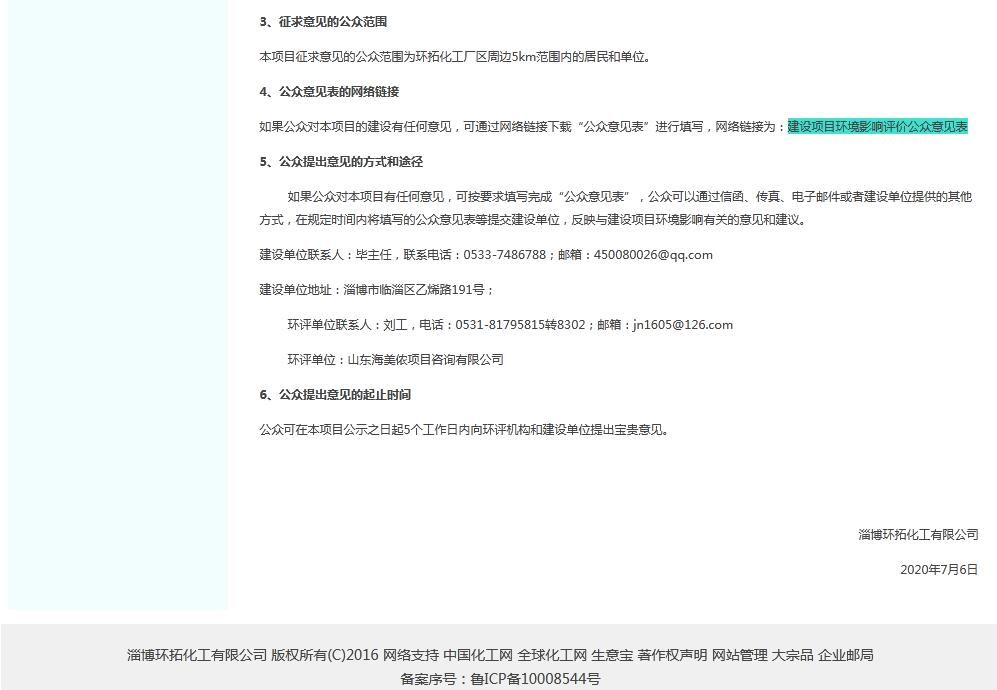 3、征求意见的公众范围
本项目征求意见的公众范围为环拓化工厂区周边5km范围内的居民和单位。
4、公众意见表的网络链接
如果公众对本项目的建设有任何意见，可通过网络链接下载“公众意见表”进行填写，网络链接为：建设项目环境影响评价公众意见表
5、公众提出意见的方式和途径
如果公众对本项目有任何意见，可按要求填写完成“公众意见表”，公众可以通过信函、传真、电子邮件或者建设单位提供的其他
方式，在规定时间内将填写的公众意见表等提交建设单位，反映与建设项目环境影响有关的意见和建议。
建设单位联系人：毕主任，联系电话：0533-7486788；邮箱：450080026@qq.com
建设单位地址：淄博市临淄区乙烯路191号；
环评单位联系人：刘工，电话：0531-81795815转8302；邮箱：jn1605@126.com
环评单位：山东海美侬项目咨询有限公司
6、公众提出意见的起止时间
公众可在本项目公示之日起5个工作日内向环评机构和建设单位提出宝贵意见。
淄博环拓化工有限公司
2020年7月6日
淄博环拓化工有限公司 版权所有(C)2016 网络支持 中国化工网 全球化工网 生意宝 著作权声明 网站管理 大宗品 企业邮局
备案序号：鲁ICP备10008544号